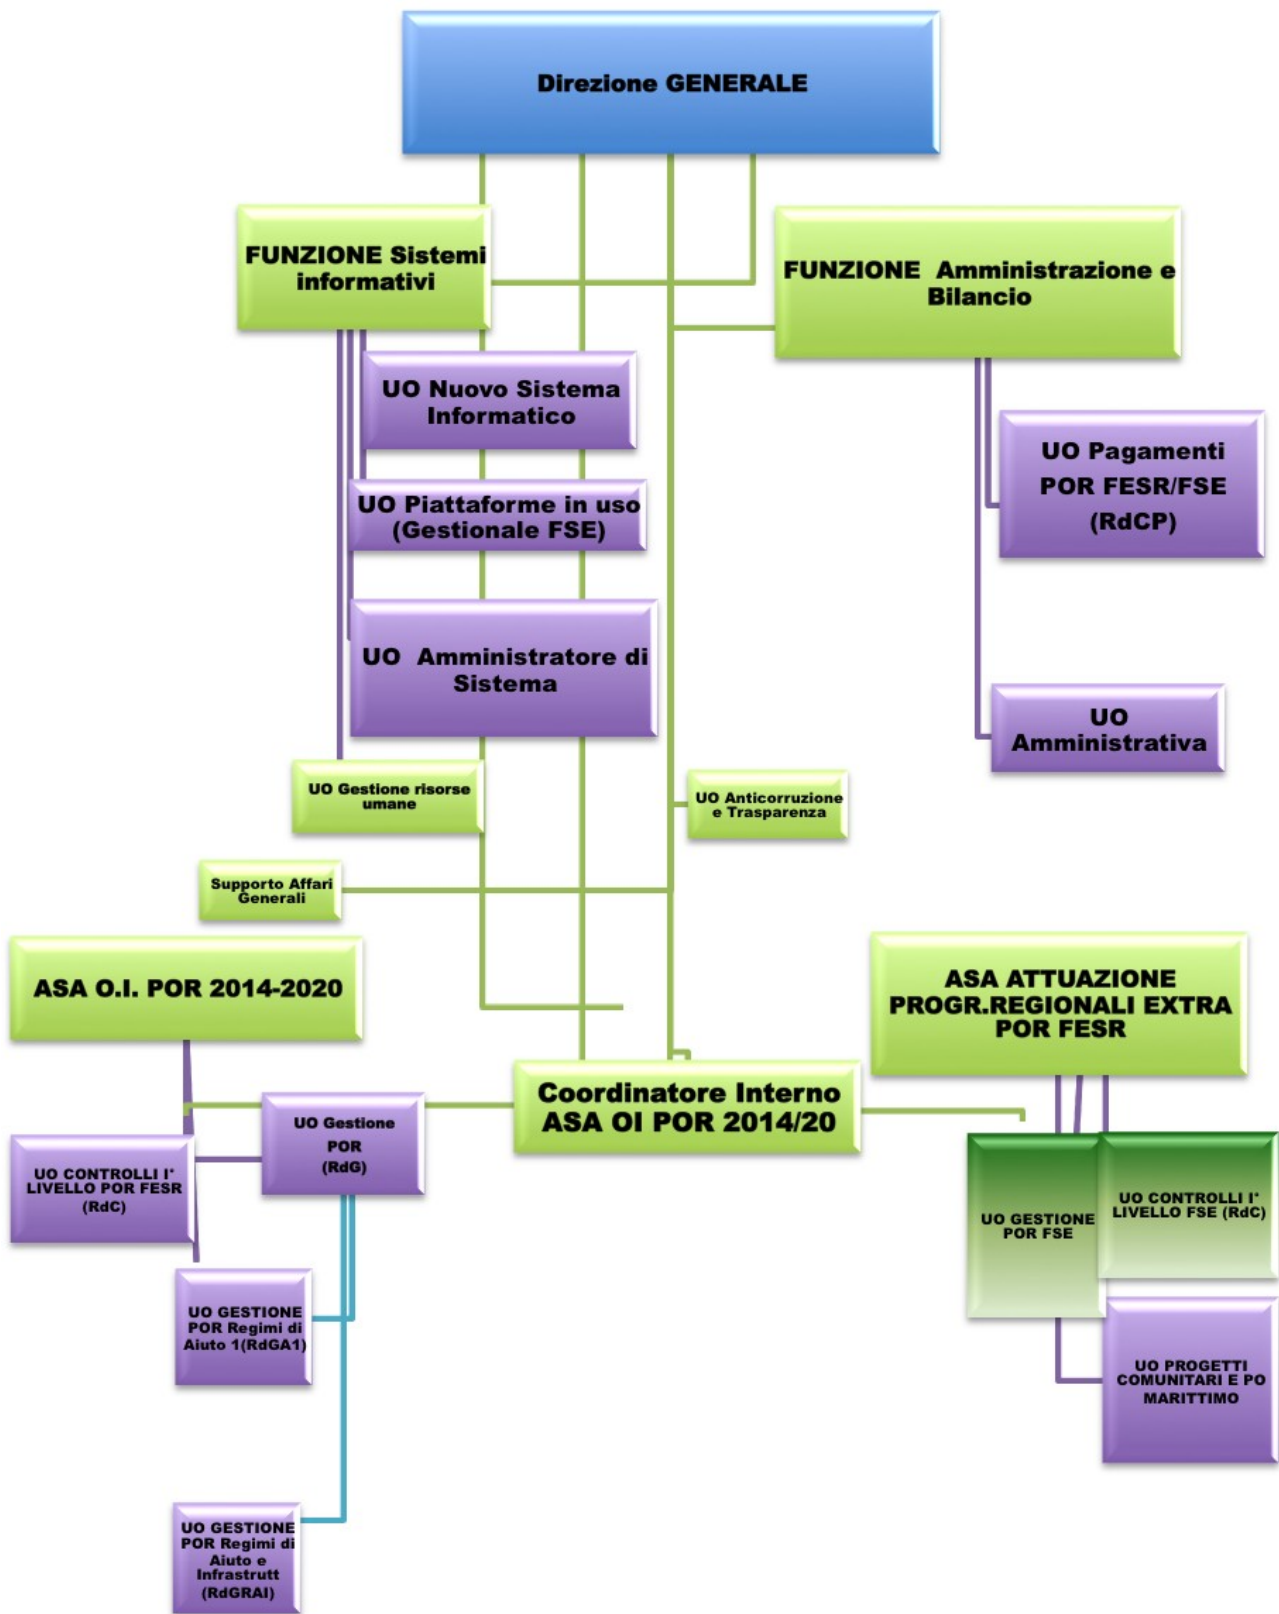 Direzione GENERALE
FUNZIONE Sistemi
informativi
FUNZIONE  Amministrazione e
Bilancio
UO Nuovo Sistema
Informatico
UO Pagamenti
POR FESR/FSE
(RdCP)
UO Piattaforme in uso
(Gestionale FSE)
UO  Amministratore di
Sistema
UO
Amministrativa
UO Gestione risorse
umane
UO Anticorruzione
e Trasparenza
Supporto Affari
Generali
ASA O.I. POR 2014-2020
ASA ATTUAZIONE
PROGR.REGIONALI EXTRA
POR FESR
Coordinatore Interno
ASA OI POR 2014/20
UO Gestione
POR
(RdG)
UO CONTROLLI I°
LIVELLO POR FESR
(RdC)
UO GESTIONE
POR FSE
UO CONTROLLI I°
LIVELLO FSE (RdC)
UO GESTIONE
POR Regimi di
Aiuto 1(RdGA1)
UO PROGETTI
COMUNITARI E PO
MARITTIMO
UO GESTIONE
POR Regimi di
Aiuto e
Infrastrutt
(RdGRAI)